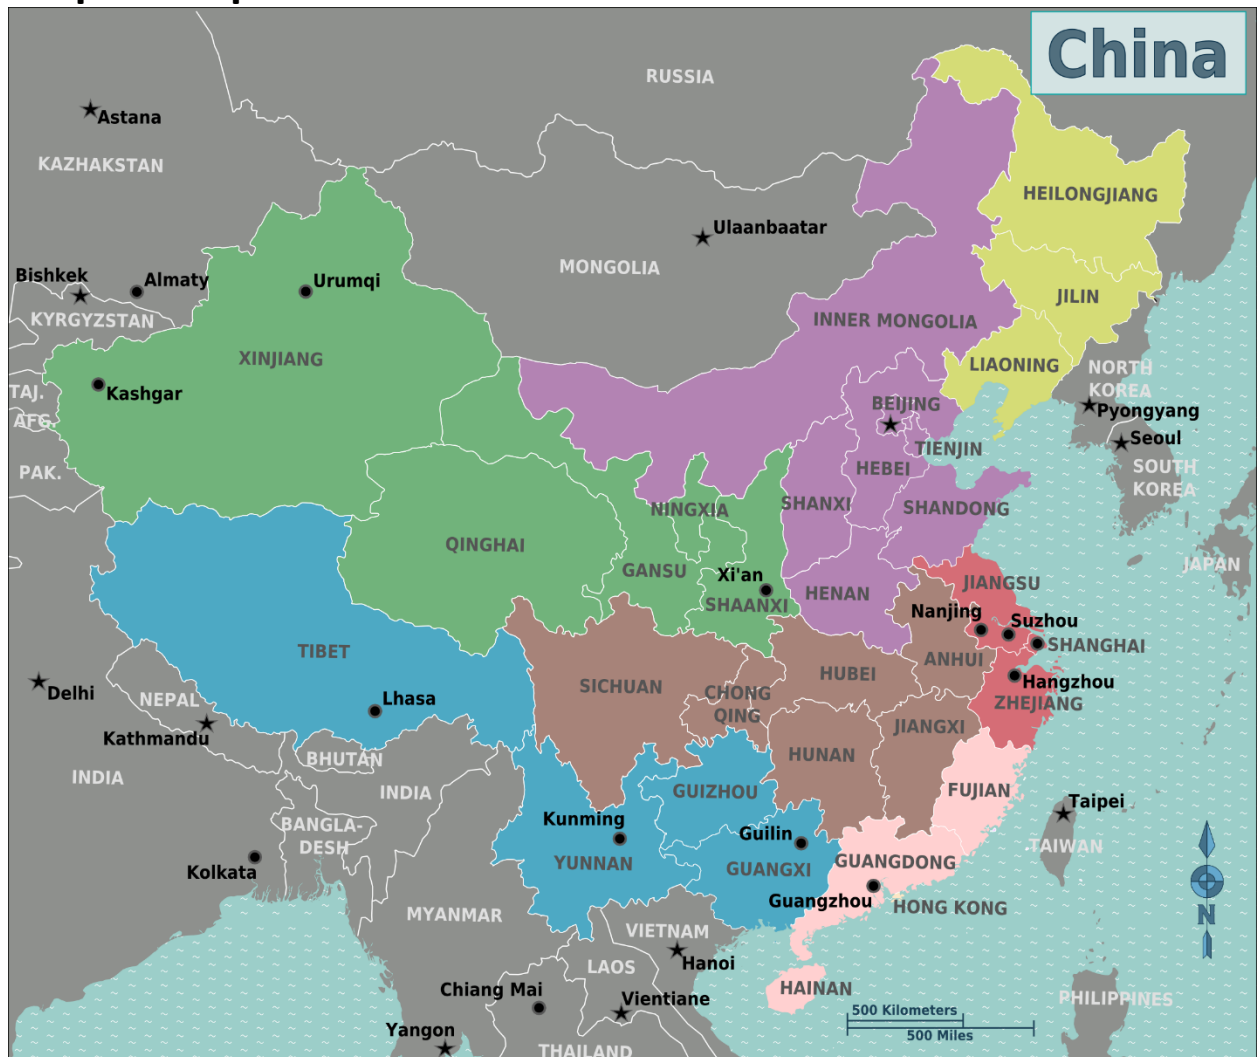 China
RUSSIA
Astana
KAZHAKSTAN
HEILONGJIANG
Ulaanbaatar
MONGOLIA
Bishkek
Almaty
Urumqi
KYRGYZSTAN
JILIN
INNER MONGOLIA
XINJIANG
LIAONING
NORTH
KOREA
TAJ.
Kashgar
BEIJING
Pyongyang
AFG.
Seoul
TIENJIN
PAK.
HEBEI
SOUTH
KOREA
NINGXIA
SHANXI
SHANDONG
QINGHAI
GANSU
Xi'an
SHAANXI
HENAN
JIANGSU
JAPAN
Nanjing
Suzhou
SHANGHAI
TIBET
ANHUI
SICHUAN
HUBEI
Delhi
NEPAL
Lhasa
CHONG
QING
Hangzhou
ZHEJIANG
Kathmandu
JIANGXI
BHUTAN
HUNAN
INDIA
INDIA
GUIZHOU
FUJIAN
Taipei
BANGLA-
DESH
Kunming
Guilin
TAIWAN
Kolkata
YUNNAN
GUANGXI
GUANGDONG
Guangzhou
HONG KONG
MYANMAR
N
VIETNAM
Hanoi
LAOS
Chiang Mai
Vientiane
HAINAN
PHILIPPINES
500 Kilometers
500 Miles
Yangon
THAILAND